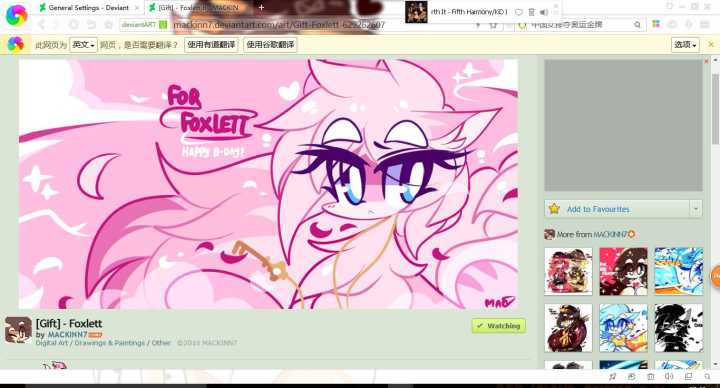 General Settings - Deviant
[Gift] - Foxlett by MACKIN
rth It - Fifth Harmony/KiD I
deviantART
mackinn7.deviantart.com/art/Gift-Foxlett-629262607
中国女排夺奥运金牌
此网页为 英文 网页，是否需要翻译？ 使用有道翻译 使用谷歌翻译
选项
FOR
FOXLETT
HAPPY B-DAY!
MAO
Add to Favourites
More from MACKINN7
[Gift] - Foxlett
by MACKINN7
Watching
Digital Art / Drawings & Paintings / Other ©2016 MACKINN7